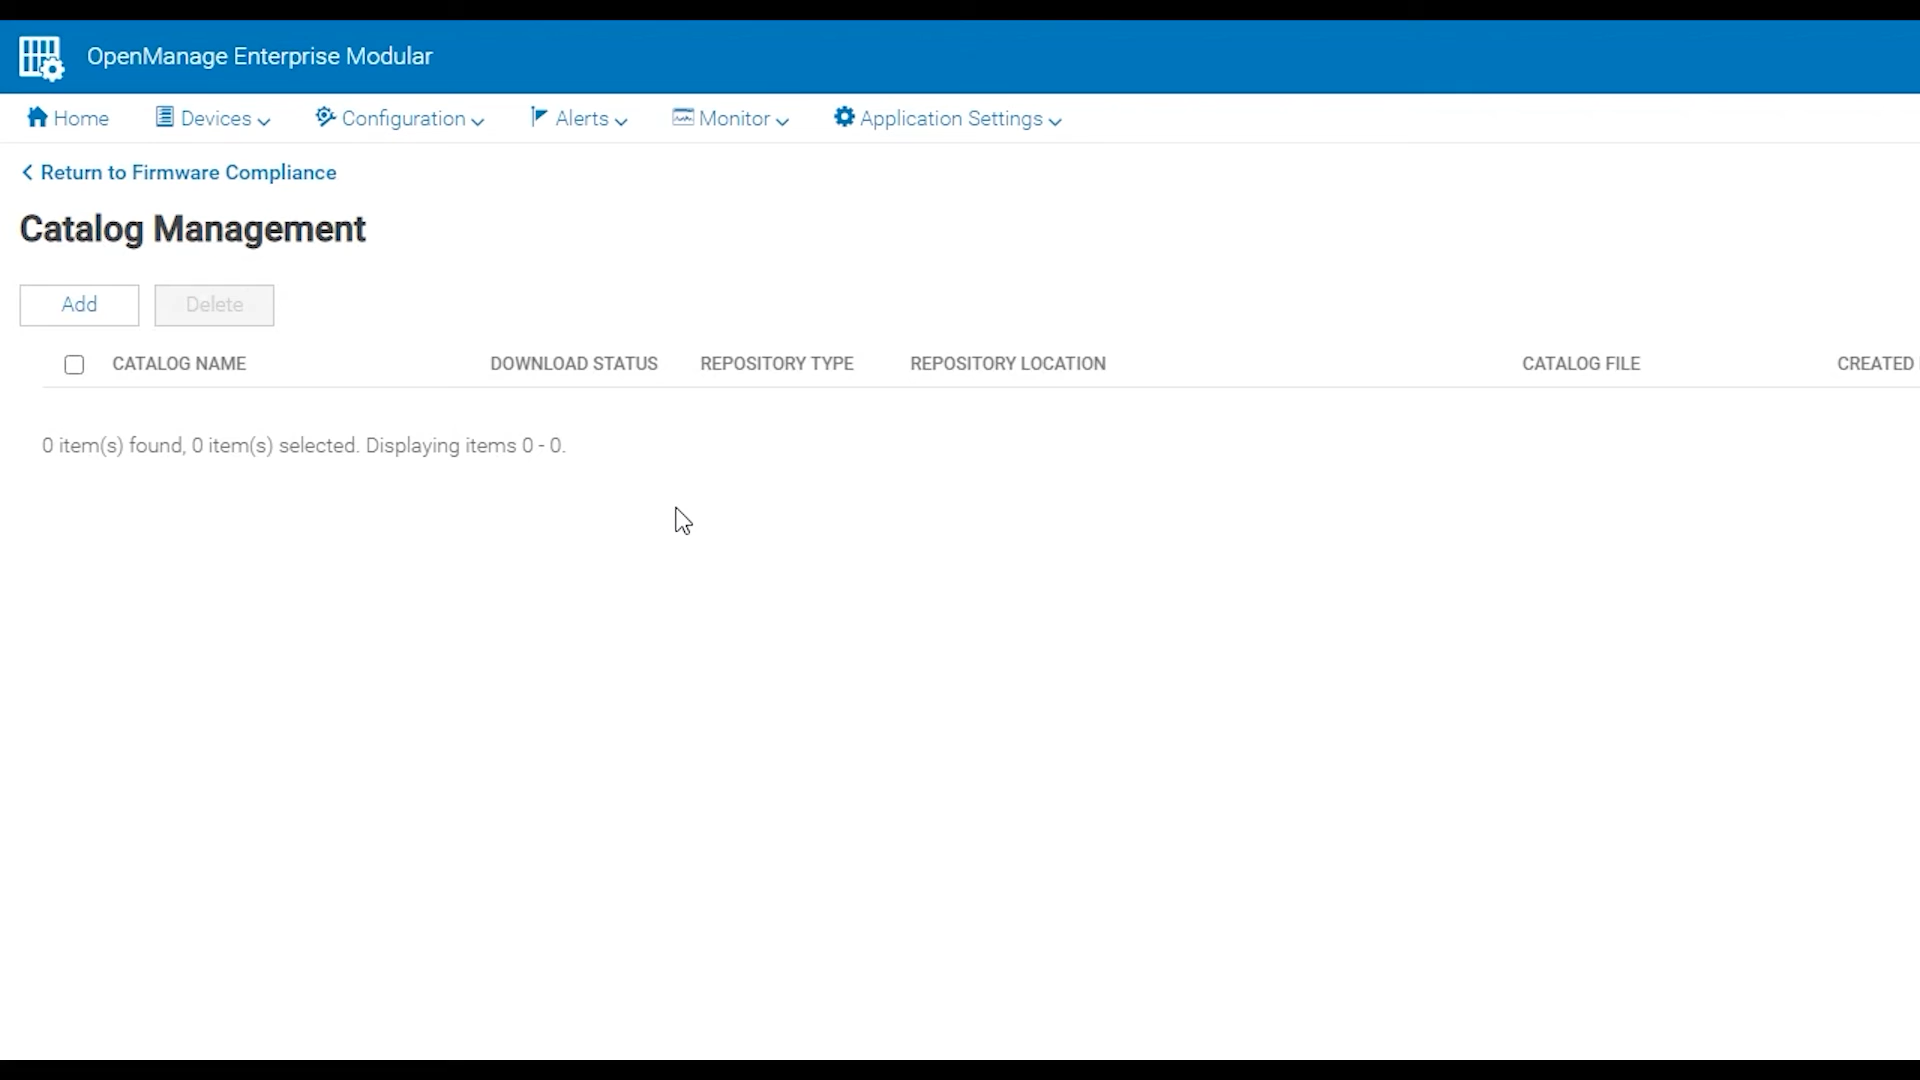 OpenManage Enterprise Modular
Home Devices Configuration Alerts Monitor Application Settings
Return to Firmware Compliance
Catalog Management
Add Delete
CATALOG NAME DOWNLOAD STATUS REPOSITORY TYPE REPOSITORY LOCATION CATALOG FILE CREATED
0 item(s) found, 0 item(s) selected. Displaying items 0 - 0.